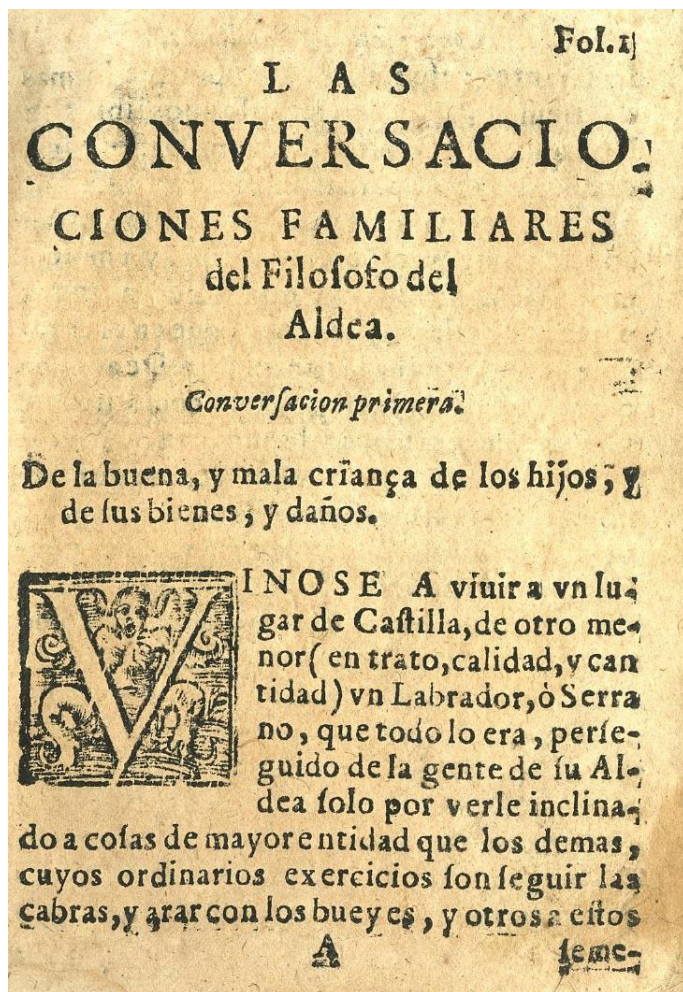 Fol.1
LAS
CONVERSACIO-
CIONES FAMILIARES
del Filoſofo del
Aldea.
Converſacion primera.
De la buena, y mala criança de los hijos, y
de ſus bienes, y daños.
VINOSE A viuir a vn lu-
gar de Caſtilla, de otro me-
nor ( en trato, calidad, y can
tidad ) vn Labrador, ò Serra
no, que todo lo era, perſe-
guido de la gente de ſu Al-
dea ſolo por verle inclina-
do a coſas de mayor entidad que los demas,
cuyos ordinarios exercicios ſon ſeguir las
cabras, y arar con los bueyes, y otros a eſtos
A ſeme-